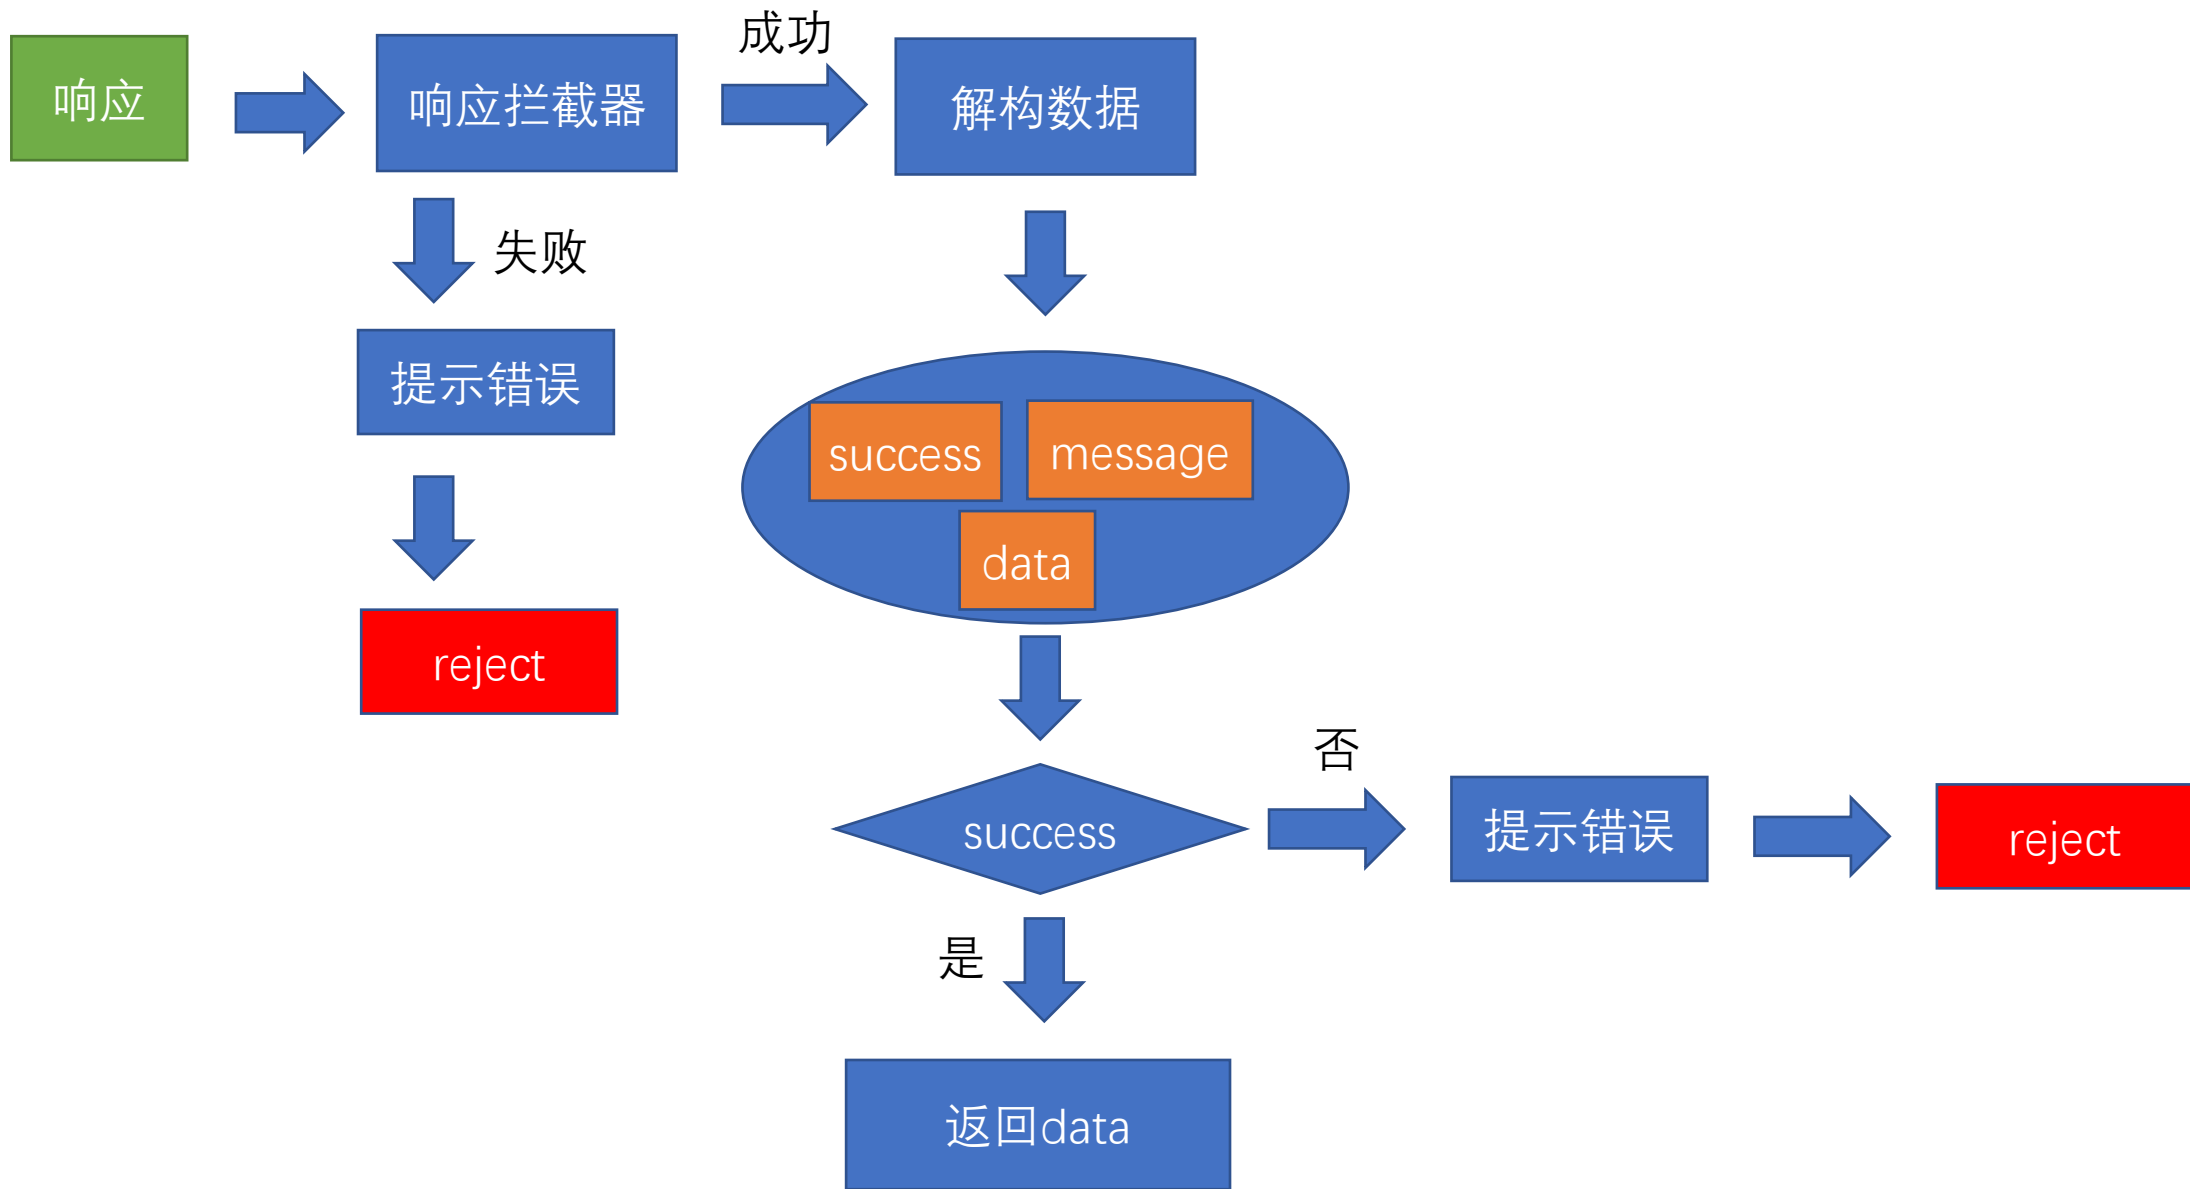 响应
响应拦截器
成功
解构数据
失败
提示错误
reject
success
message
data
success
否
提示错误
reject
是
返回data